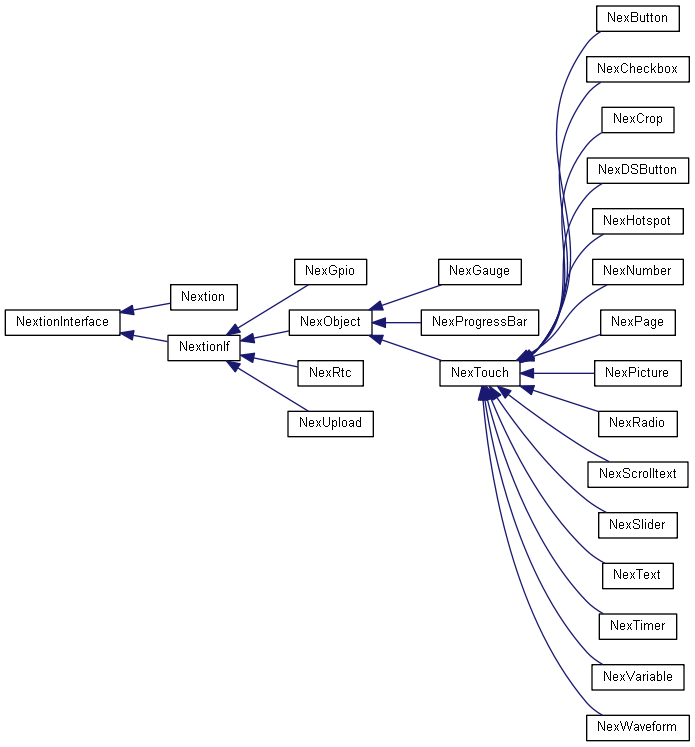 NexButton
NexCheckbox
NexCrop
NexDSButton
NexHotspot
NexGpio
NexGauge
NexNumber
Nextion
NextionInterface
NexObject
NexProgressBar
NexPage
NextionIf
NexRtc
NexTouch
NexPicture
NexUpload
NexRadio
NexScrolltext
NexSlider
NexText
NexTimer
NexVariable
NexWaveform